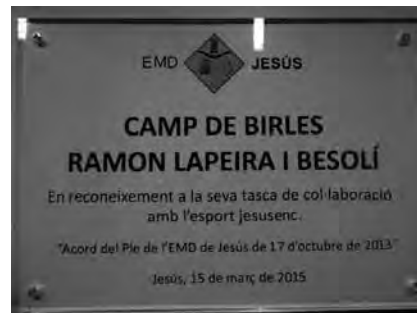 EMD JESÚS
CAMP DE BIRLES
RAMON LAPEIRA I BESOLÍ
En reconeixement a la seva tasca de col·laboració
amb l'esport jesusenc.
"Acord del Ple de l'EMD de Jesús de 17 d'octubre de 2013"
Jesús, 15 de març de 2015